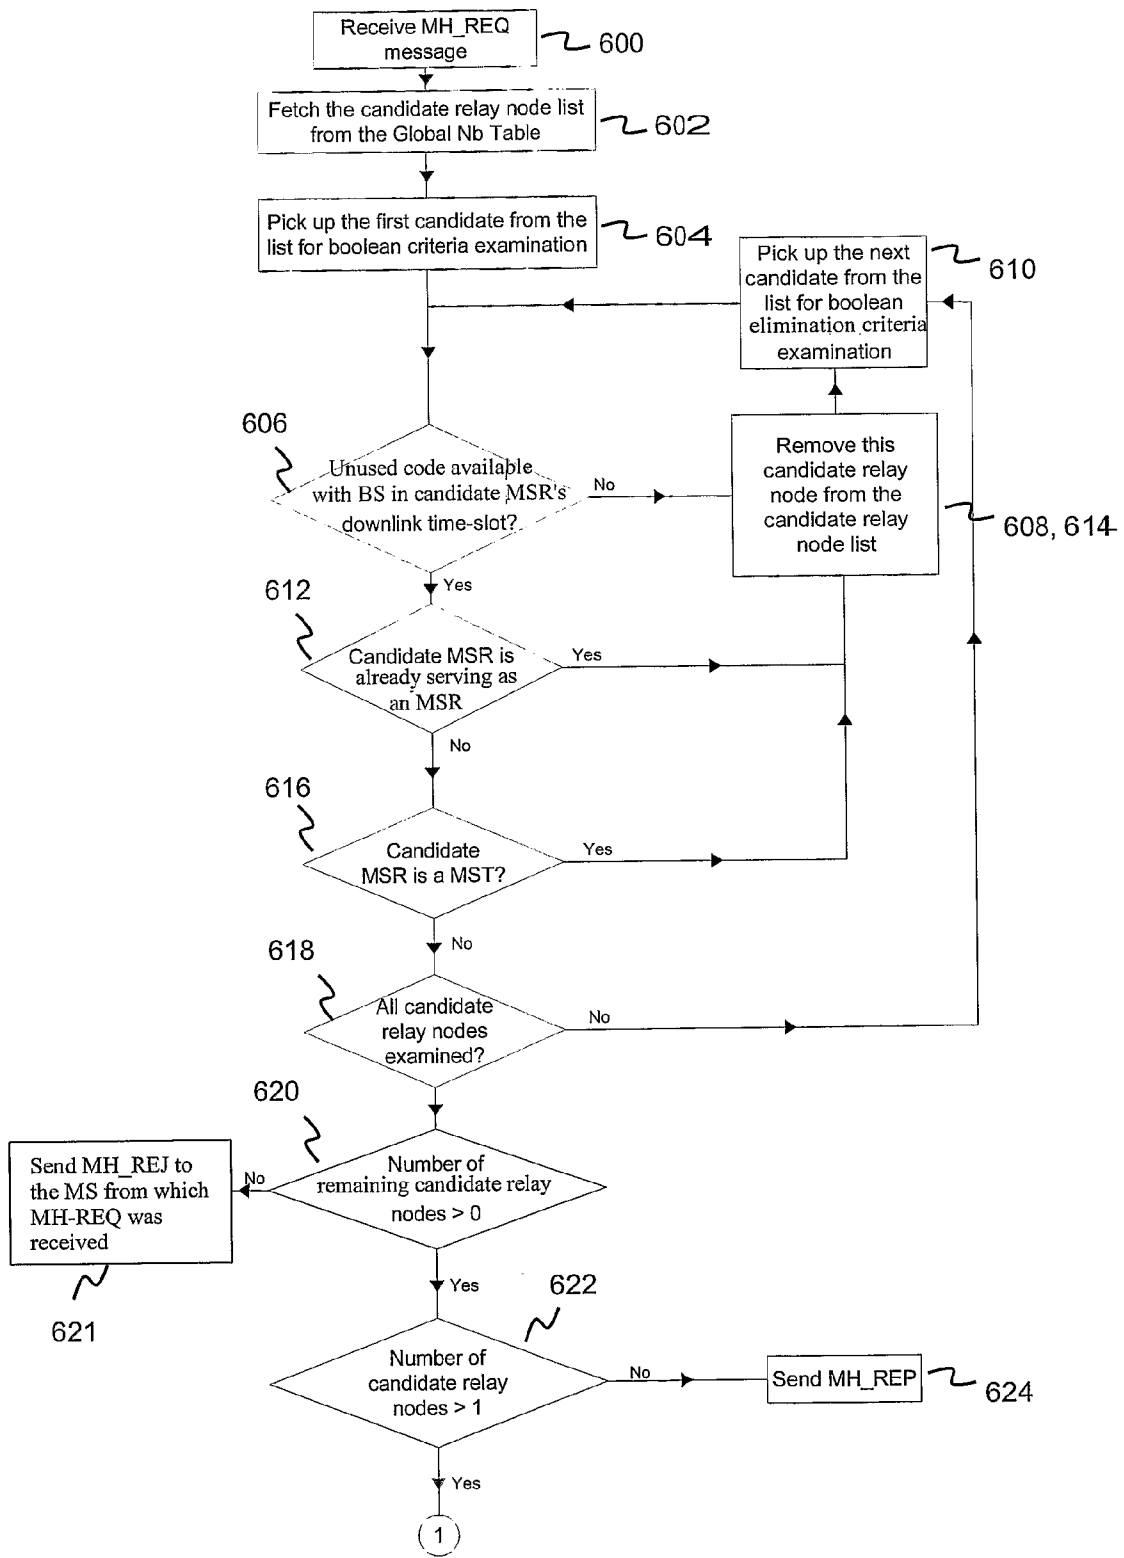 Receive MH_REQ
message
600
Fetch the candidate relay node list
from the Global Nb Table
602
Pick up the first candidate from the
list for boolean criteria examination
604
Pick up the next
candidate from the
list for boolean
elimination criteria
examination
610
606
Unused code available
with BS in candidate MSR's
downlink time-slot?
No
Remove this
candidate relay
node from the
candidate relay
node list
608, 614
Yes
612
Candidate MSR is
already serving as
an MSR
Yes
No
616
Candidate
MSR is a MST?
Yes
No
618
All candidate
relay nodes
examined?
No
620
Number of
remaining candidate relay
nodes > 0
No
Send MH_REJ to
the MS from which
MH-REQ was
received
621
Yes
622
Number of
candidate relay
nodes > 1
No
Send MH_REP
624
Yes
1